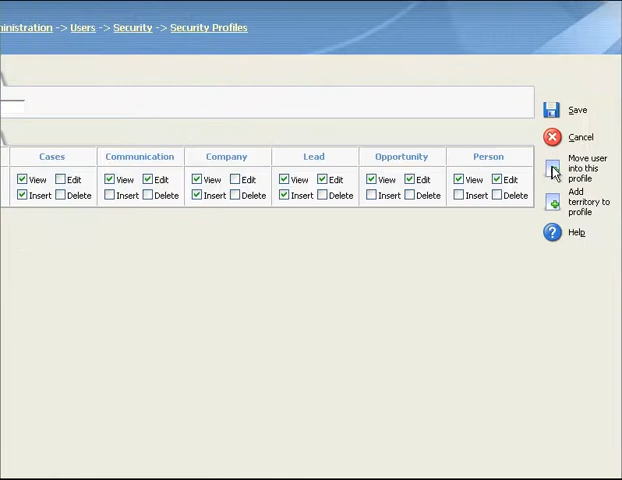 ministration -> Users -> Security -> Security Profiles
Save
Cancel
Cases Communication Company Lead Opportunity Person
View Edit View Edit View Edit View Edit View Edit View Edit
Insert Delete Insert Delete Insert Delete Insert Delete Insert Delete Insert Delete
Move user
into this
profile
Add
territory to
profile
Help